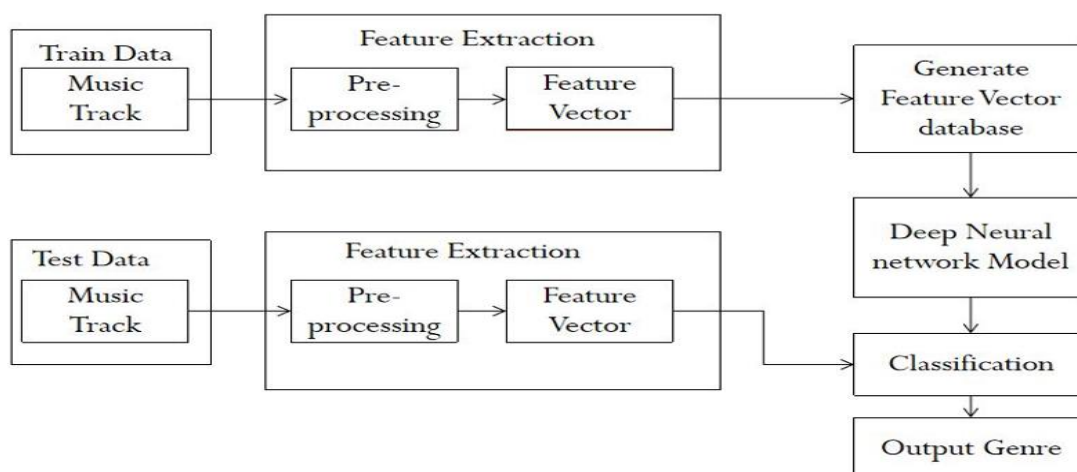 Train Data
Music
Track
Feature Extraction
Pre-
processing
Feature
Vector
Generate
Feature Vector
database
Deep Neural
network Model
Test Data
Music
Track
Feature Extraction
Pre-
processing
Feature
Vector
Classification
Output Genre